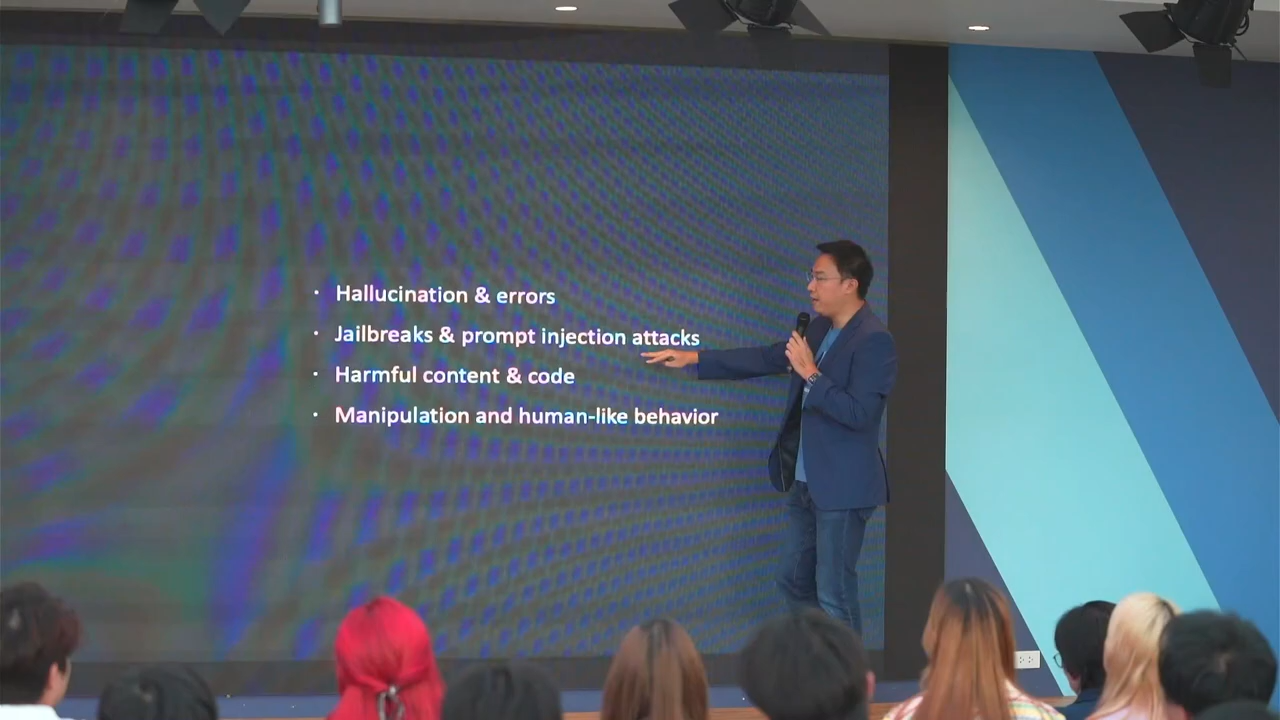 · Hallucination & errors
· Jailbreaks & prompt injection attacks
· Harmful content & code
· Manipulation and human-like behavior